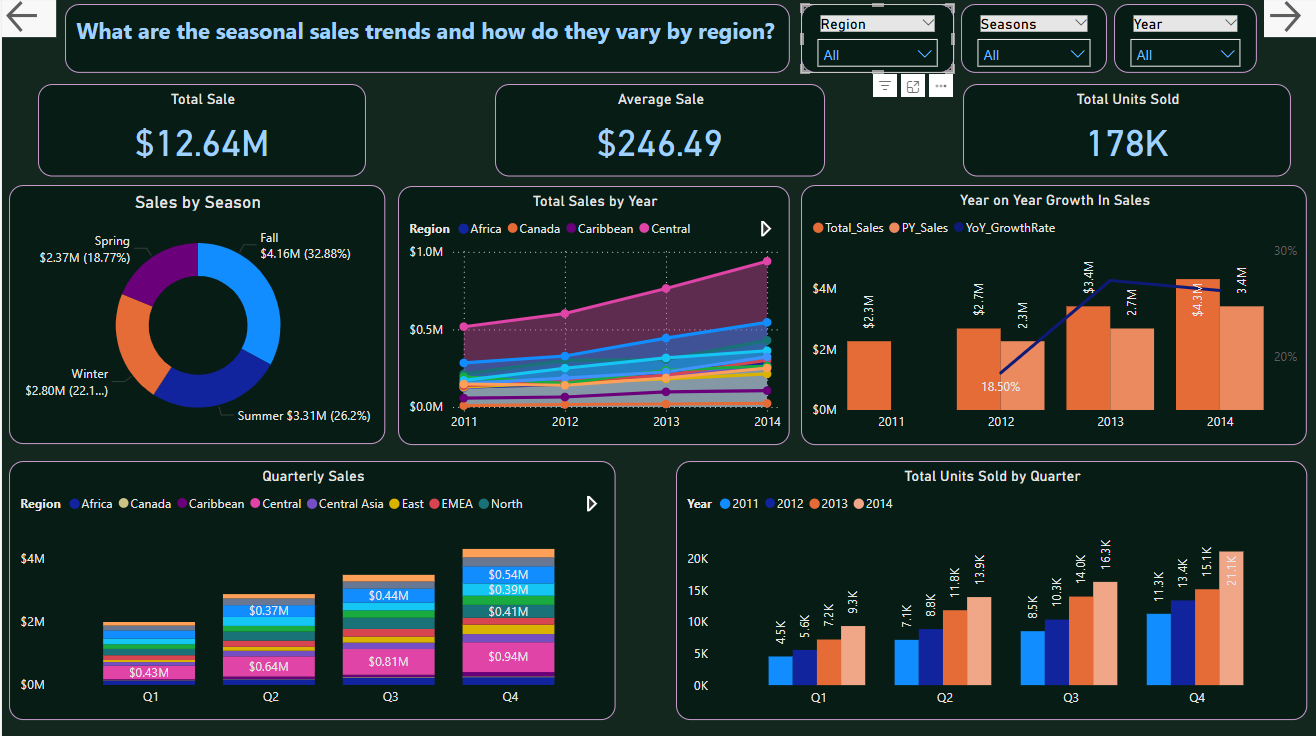 What are the seasonal sales trends and how do they vary by region?
Region
All
Seasons
All
Year
All
Total Sale
$12.64M
Average Sale
$246.49
Total Units Sold
178K
Sales by Season
Fall
$4.16M (32.88%)
Spring
$2.37M (18.77%)
Winter
$2.80M (22.1...)
Summer $3.31M (26.2%)
Total Sales by Year
Region Africa Canada Caribbean Central
$1.0M
$0.5M
$0.0M
2011 2012 2013 2014
Year on Year Growth In Sales
Total_Sales PY_Sales YoY_GrowthRate
30%
20%
$4M
$2M
$0M
$2.3M
$2.7M
2.3M
$3.4M
2.7M
$4.3M
3.4M
18.50%
2011 2012 2013 2014
Quarterly Sales
Region Africa Canada Caribbean Central Central Asia East EMEA North
$4M
$2M
$0M
$0.43M
$0.37M
$0.64M
$0.44M
$0.81M
$0.54M
$0.39M
$0.41M
$0.94M
Q1 Q2 Q3 Q4
Total Units Sold by Quarter
Year 2011 2012 2013 2014
20K
15K
10K
5K
0K
4.5K 5.6K 7.2K 9.3K
7.1K 8.8K 11.8K 13.9K
8.5K 10.3K 14.0K 16.3K
11.3K 13.4K 15.1K 21.1K
Q1 Q2 Q3 Q4